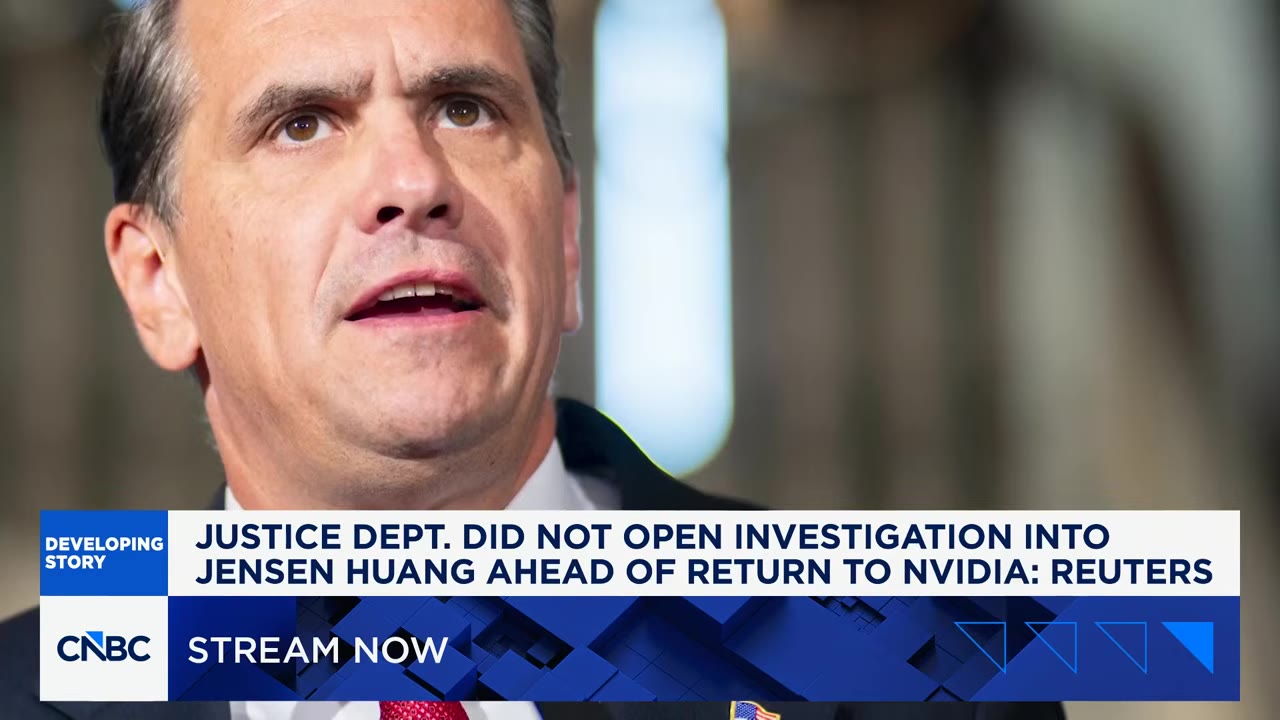 DEVELOPING
STORY
JUSTICE DEPT. DID NOT OPEN INVESTIGATION INTO
JENSEN HUANG AHEAD OF RETURN TO NVIDIA: REUTERS
CNBC
STREAM NOW